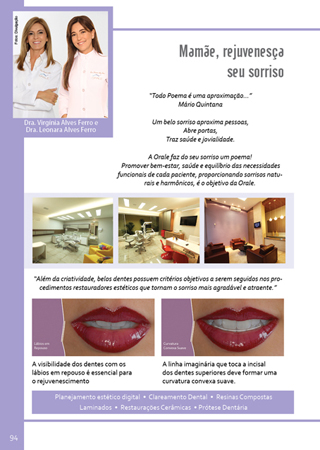 Fotos: Divulgação
Dra. Virgínia Alves Ferro e
Dra. Leonara Alves Ferro
Mamãe, rejuvenesça
seu sorriso
"Todo Poema é uma aproximação..."
Mário Quintana
Um belo sorriso aproxima pessoas,
Abre portas,
Traz saúde e jovialidade.
A Orale faz do seu sorriso um poema!
Promover bem-estar, saúde e equilíbrio das necessidades
funcionais de cada paciente, proporcionando sorrisos natu-
rais e harmônicos, é o objetivo da Orale.
"Além da criatividade, belos dentes possuem critérios objetivos a serem seguidos nos pro-
cedimentos restauradores estéticos que tornam o sorriso mais agradável e atraente."
Lábios em
Repouso
Curvatura
Convexa Suave
A visibilidade dos dentes com os
lábios em repouso é essencial para
o rejuvenescimento
A linha imaginária que toca a incisal
dos dentes superiores deve formar uma
curvatura convexa suave.
Planejamento estético digital • Clareamento Dental • Resinas Compostas
Laminados • Restaurações Cerâmicas • Prótese Dentária
94